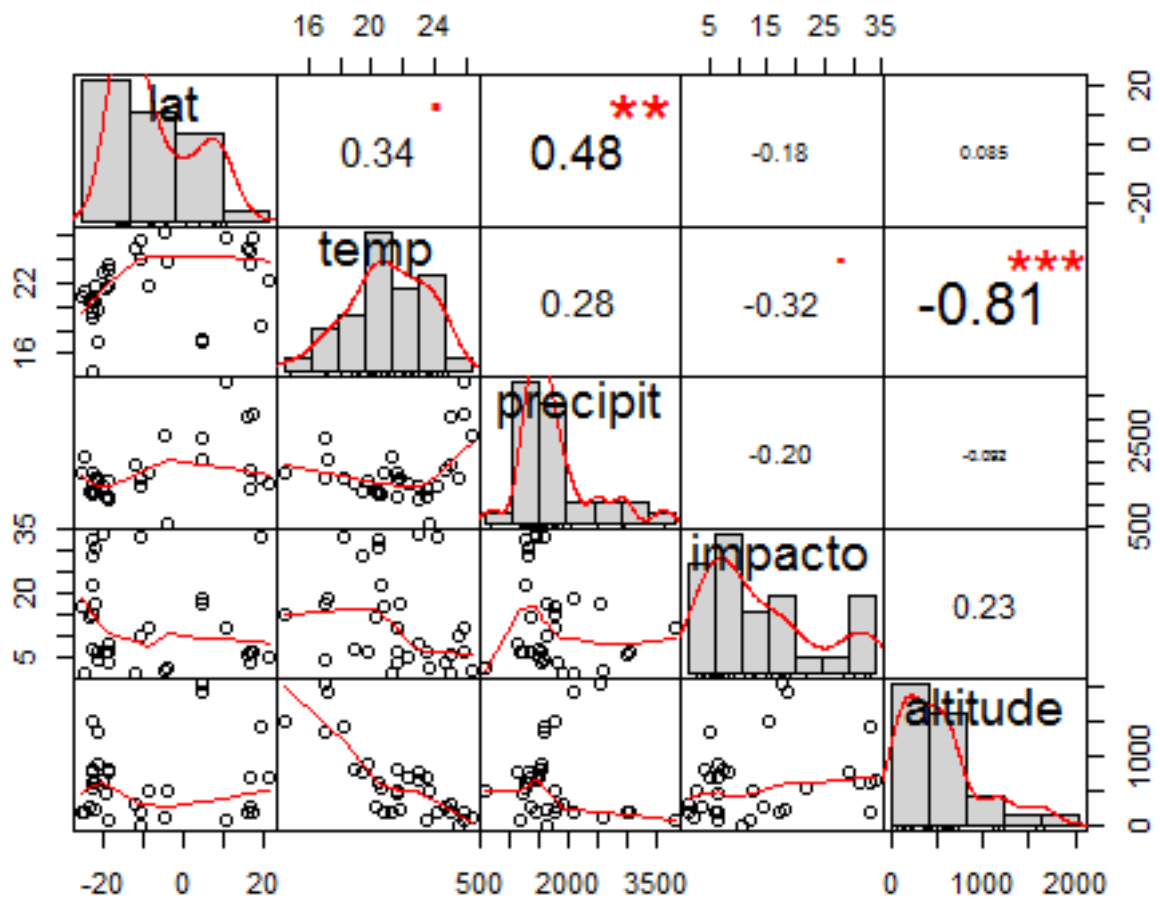 16 20 24 5 15 25 35
lat . 0.34 ** 0.48 -0.18 0.085 20 0 -20
22 16 temp 0.28 . -0.32 *** -0.81
precipit -0.20 -0.092 2500 500
35 20 5 impacto 0.23
altitude 1000 0
-20 0 20 500 2000 3500 0 1000 2000